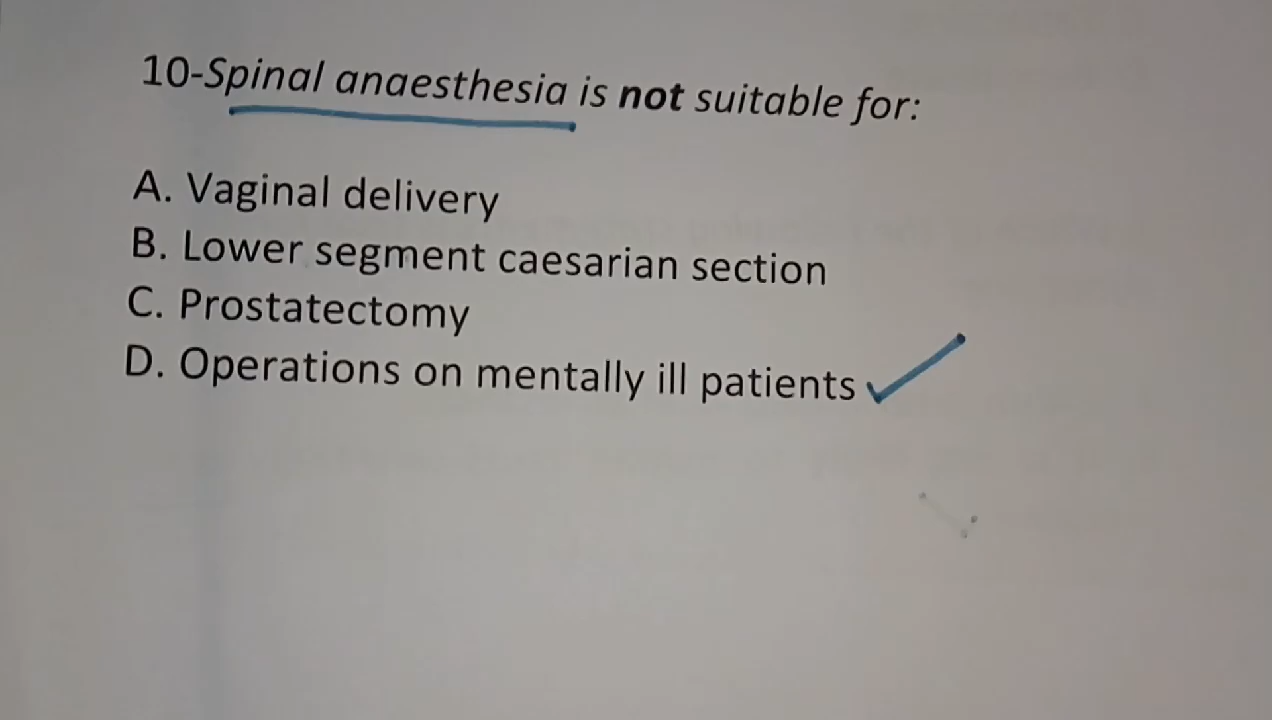 10-Spinal anaesthesia is not suitable for:
A. Vaginal delivery
B. Lower segment caesarian section
C. Prostatectomy
D. Operations on mentally ill patients